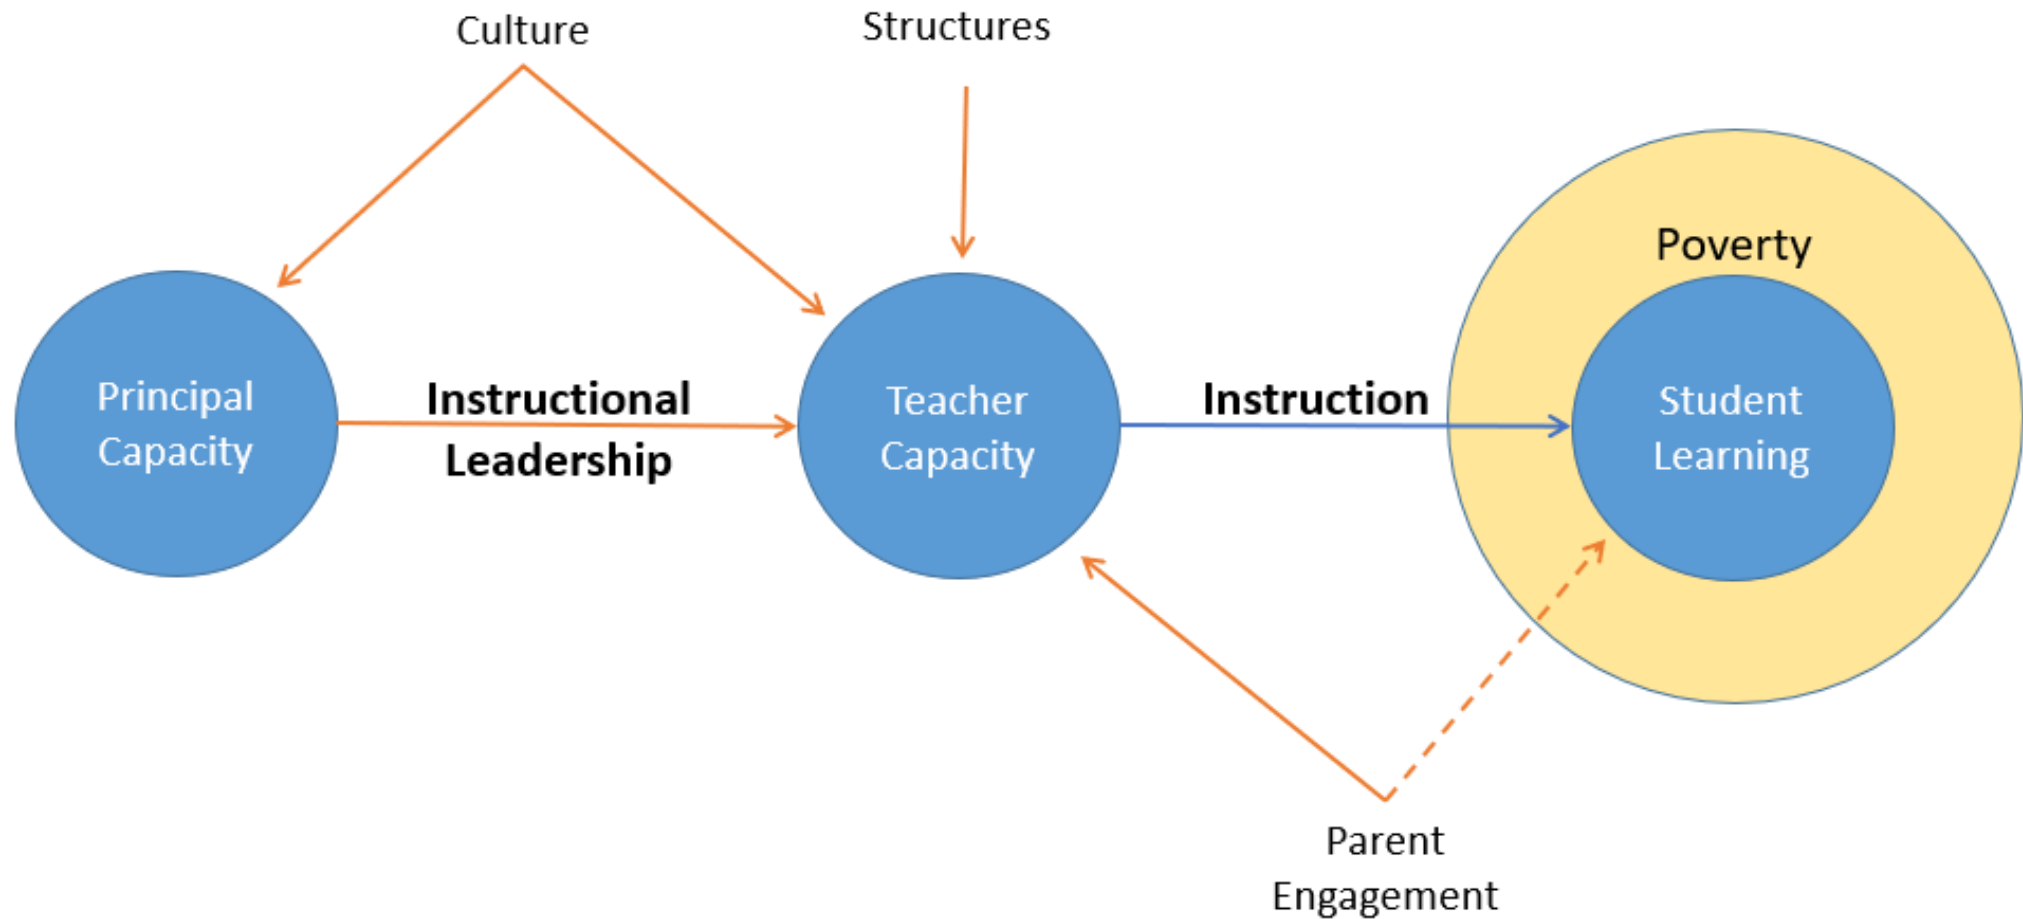 Culture
Structures
Poverty
Principal
Capacity
Instructional
Leadership
Teacher
Capacity
Instruction
Student
Learning
Parent
Engagement